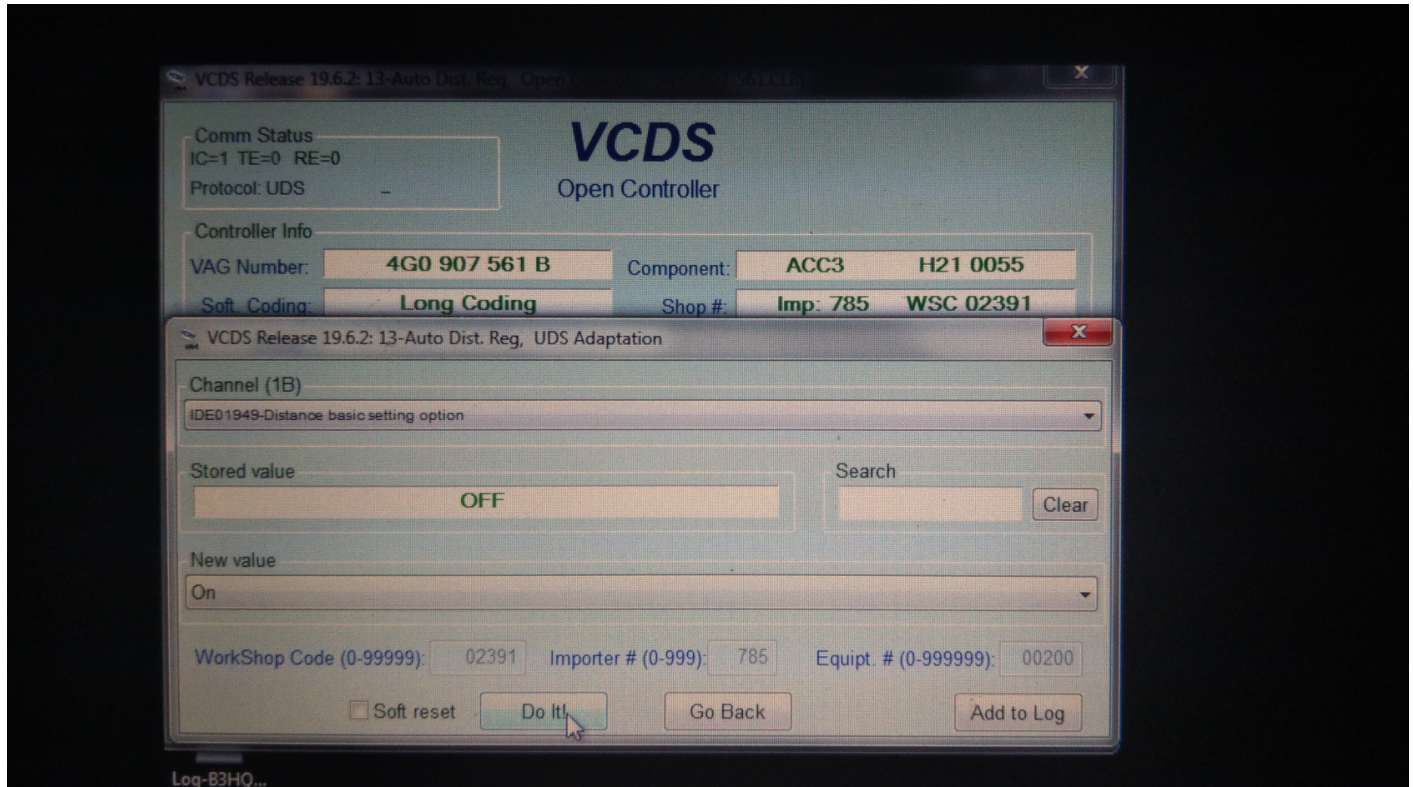 VCDS Release 19.6.2: 13-Auto Dist. Reg, Open
Comm Status
IC=1 TE=0 RE=0
Protocol: UDS –
VCDS
Open Controller
Controller Info
VAG Number: 4G0 907 561 B Component: ACC3 H21 0055
Soft. Coding: Long Coding Shop #: Imp: 785 WSC 02391
VCDS Release 19.6.2: 13-Auto Dist. Reg, UDS Adaptation
Channel (1B)
IDE01949-Distance basic setting option
Stored value
OFF
Search
Clear
New value
On
WorkShop Code (0-99999): 02391 Importer # (0-999): 785 Equipt. # (0-999999): 00200
Soft reset Do It! Go Back Add to Log
Log-B3HQ...